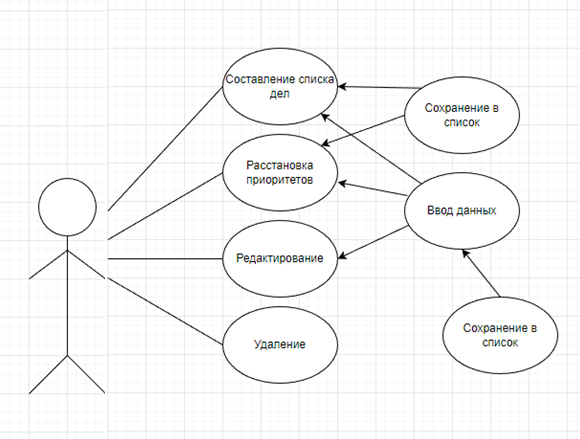 Составление списка
дел
Сохранение в
список
Расстановка
приоритетов
Ввод данных
Редактирование
Сохранение в
список
Удаление